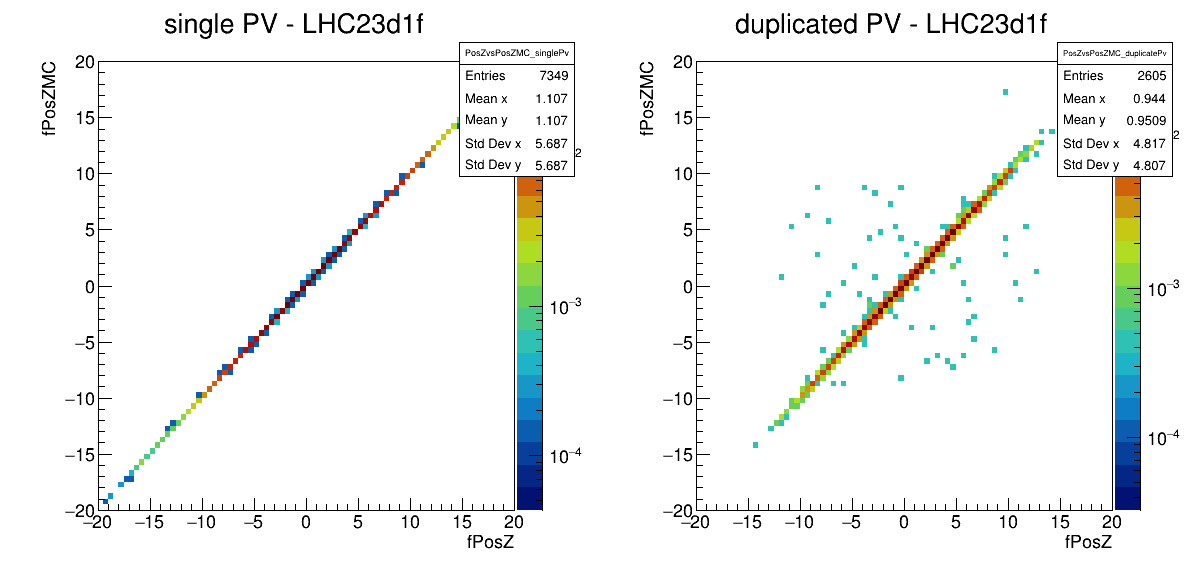 single PV - LHC23d1f
PosZvsPosZMC_singlePv
Entries 7349
Mean x 1.107
Mean y 1.107
Std Dev x 5.687
Std Dev y 5.687
fPosZMC
20
15
10
5
0
−5
−10
−15
−20
−20 −15 −10 −5 0 5 10 15 20
fPosZ
2
10−3
10−4
duplicated PV - LHC23d1f
PosZvsPosZMC_duplicatePv
Entries 2605
Mean x 0.944
Mean y 0.9509
Std Dev x 4.817
Std Dev y 4.807
fPosZMC
20
15
10
5
0
−5
−10
−15
−20
−20 −15 −10 −5 0 5 10 15 20
fPosZ
2
10−3
10−4